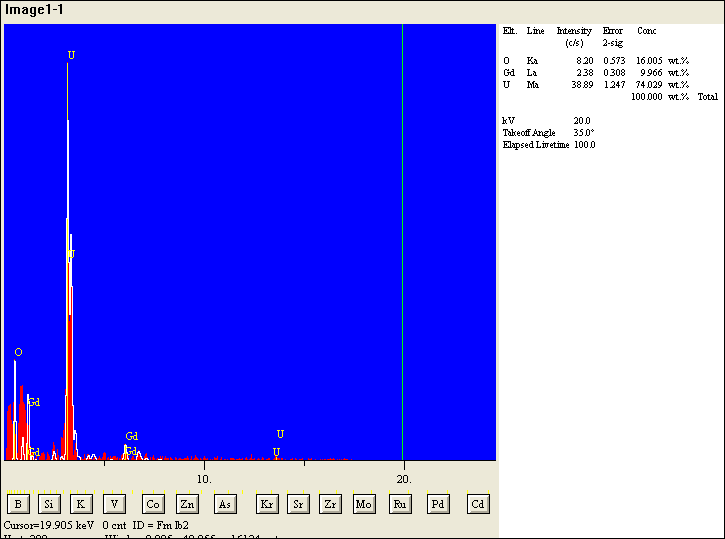 Image1-1
Elt. Line Intensity Error Conc
(c/s) 2-sig
O Ka 8.20 0.573 16.005 wt.%
Gd La 2.38 0.308 9.966 wt.%
U Ma 38.89 1.247 74.029 wt.%
100.000 wt.% Total
kV 20.0
Takeoff Angle 35.0°
Elapsed Livetime 100.0
U
U
O
Gd
Gd
U
Gd
Gd
U
10. 20.
B Si K V Co Zn As Kr Sr Zr Mo Ru Pd Cd
Cursor=19.905 keV 0 cnt ID = Fm lb2